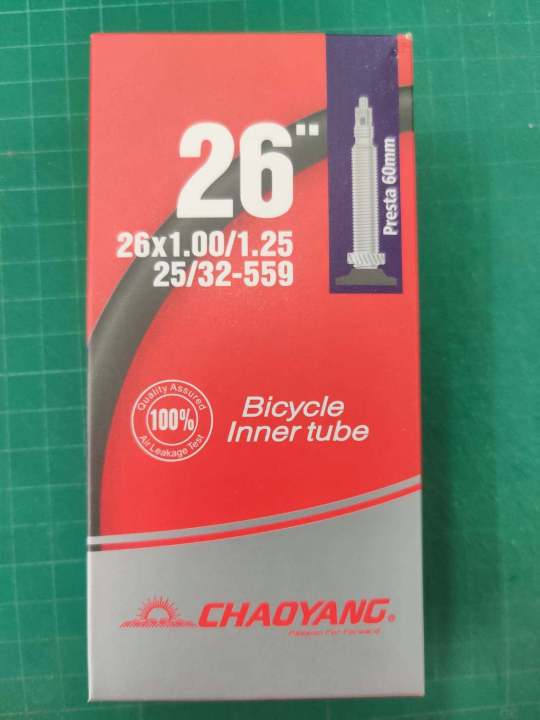 26"
26x1.00/1.25
25/32-559
Presta 60mm
Quality Assured
100%
Air Leakage Test
Bicycle
Inner tube
CHAOYANG®
Passion For Forward